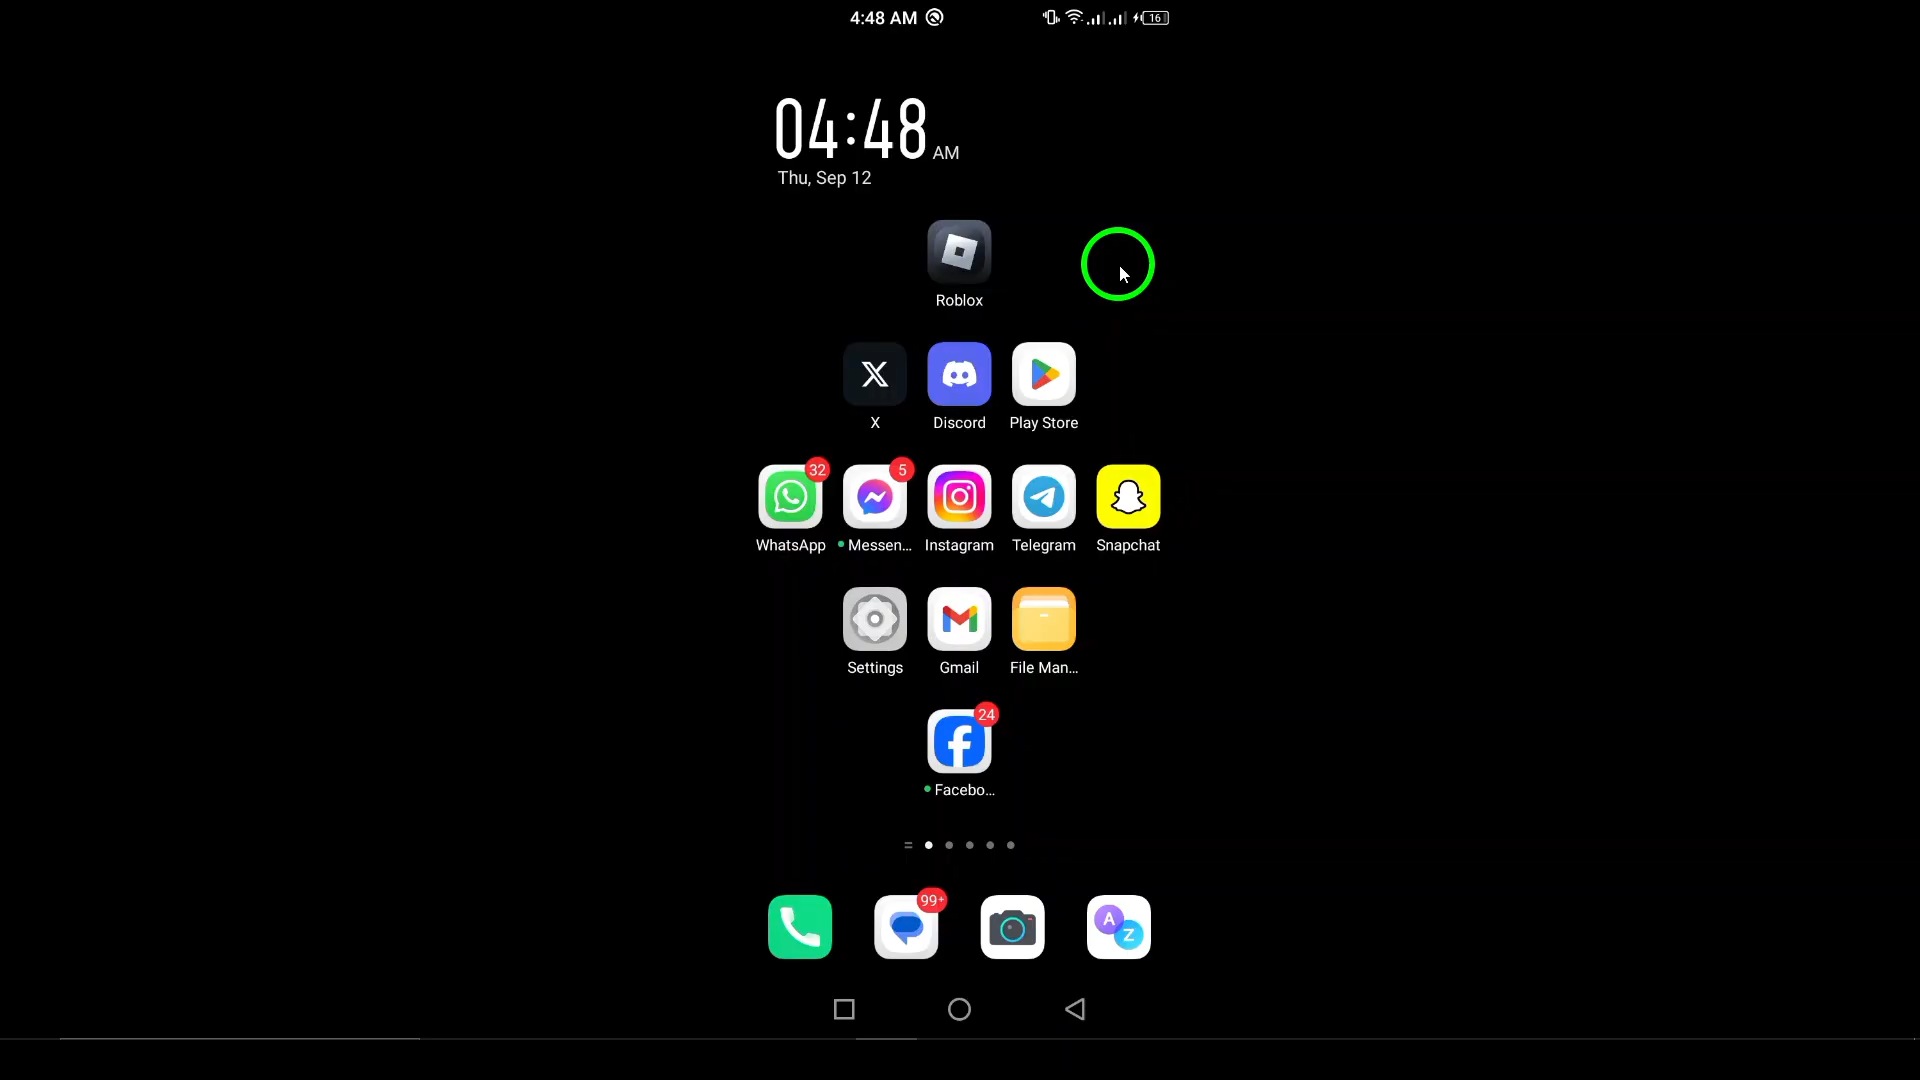 4:48 AM
16
04:48 AM
Thu, Sep 12
Roblox
X
Discord
Play Store
32
5
WhatsApp
Messen...
Instagram
Telegram
Snapchat
Settings
Gmail
File Man...
24
Facebo...
99+
A
Z